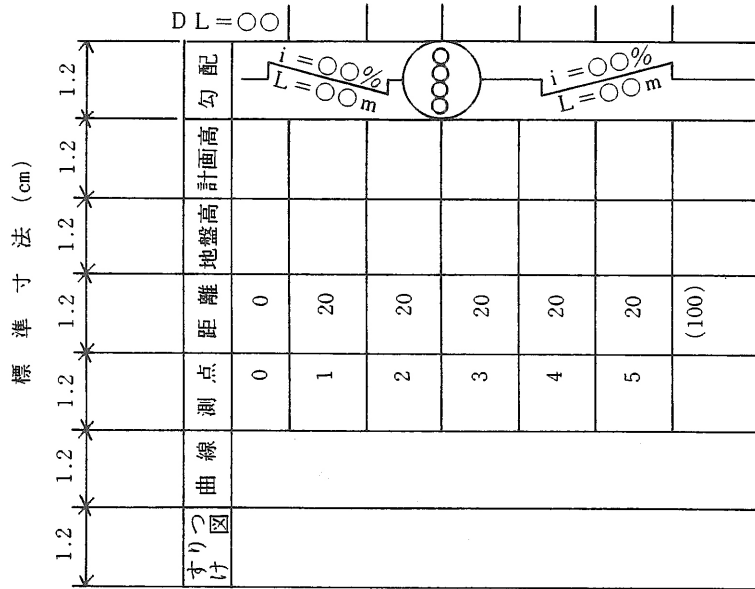 DL=○○
標準寸法(cm)
1.2
勾配
i=○○%
L=○○m
○○○○
i=○○%
L=○○m
1.2
計画高
1.2
地盤高
1.2
距離
0
20
20
20
20
20
(100)
1.2
測点
0
1
2
3
4
5
1.2
曲線
1.2
すりつけ図